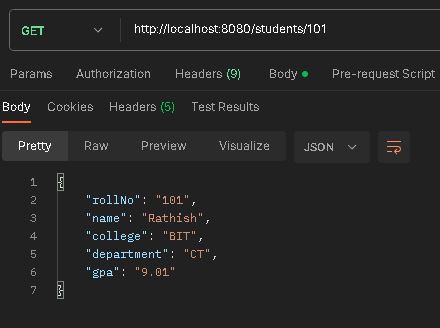 GET http://localhost:8080/students/101
Params Authorization Headers (9) Body Pre-request Script
Body Cookies Headers (5) Test Results
Pretty Raw Preview Visualize JSON
1 {
2 "rollNo": "101",
3 "name": "Rathish",
4 "college": "BIT",
5 "department": "CT",
6 "gpa": "9.01"
7 }